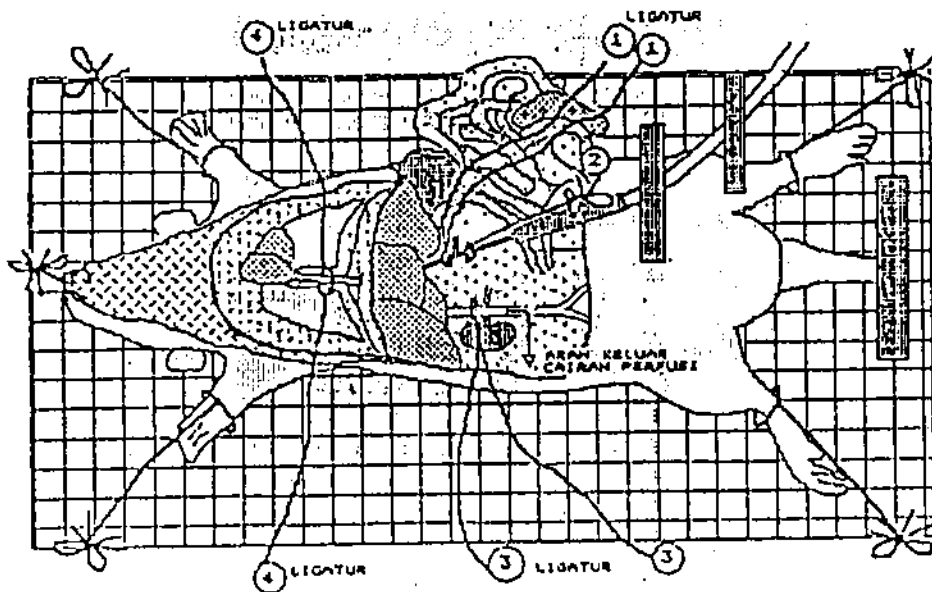 4 LIGATUR
LIGATUR
1 1
2
ARAH KELUAR
CAIRAN PERFUSI
4 LIGATUR
3 LIGATUR
3